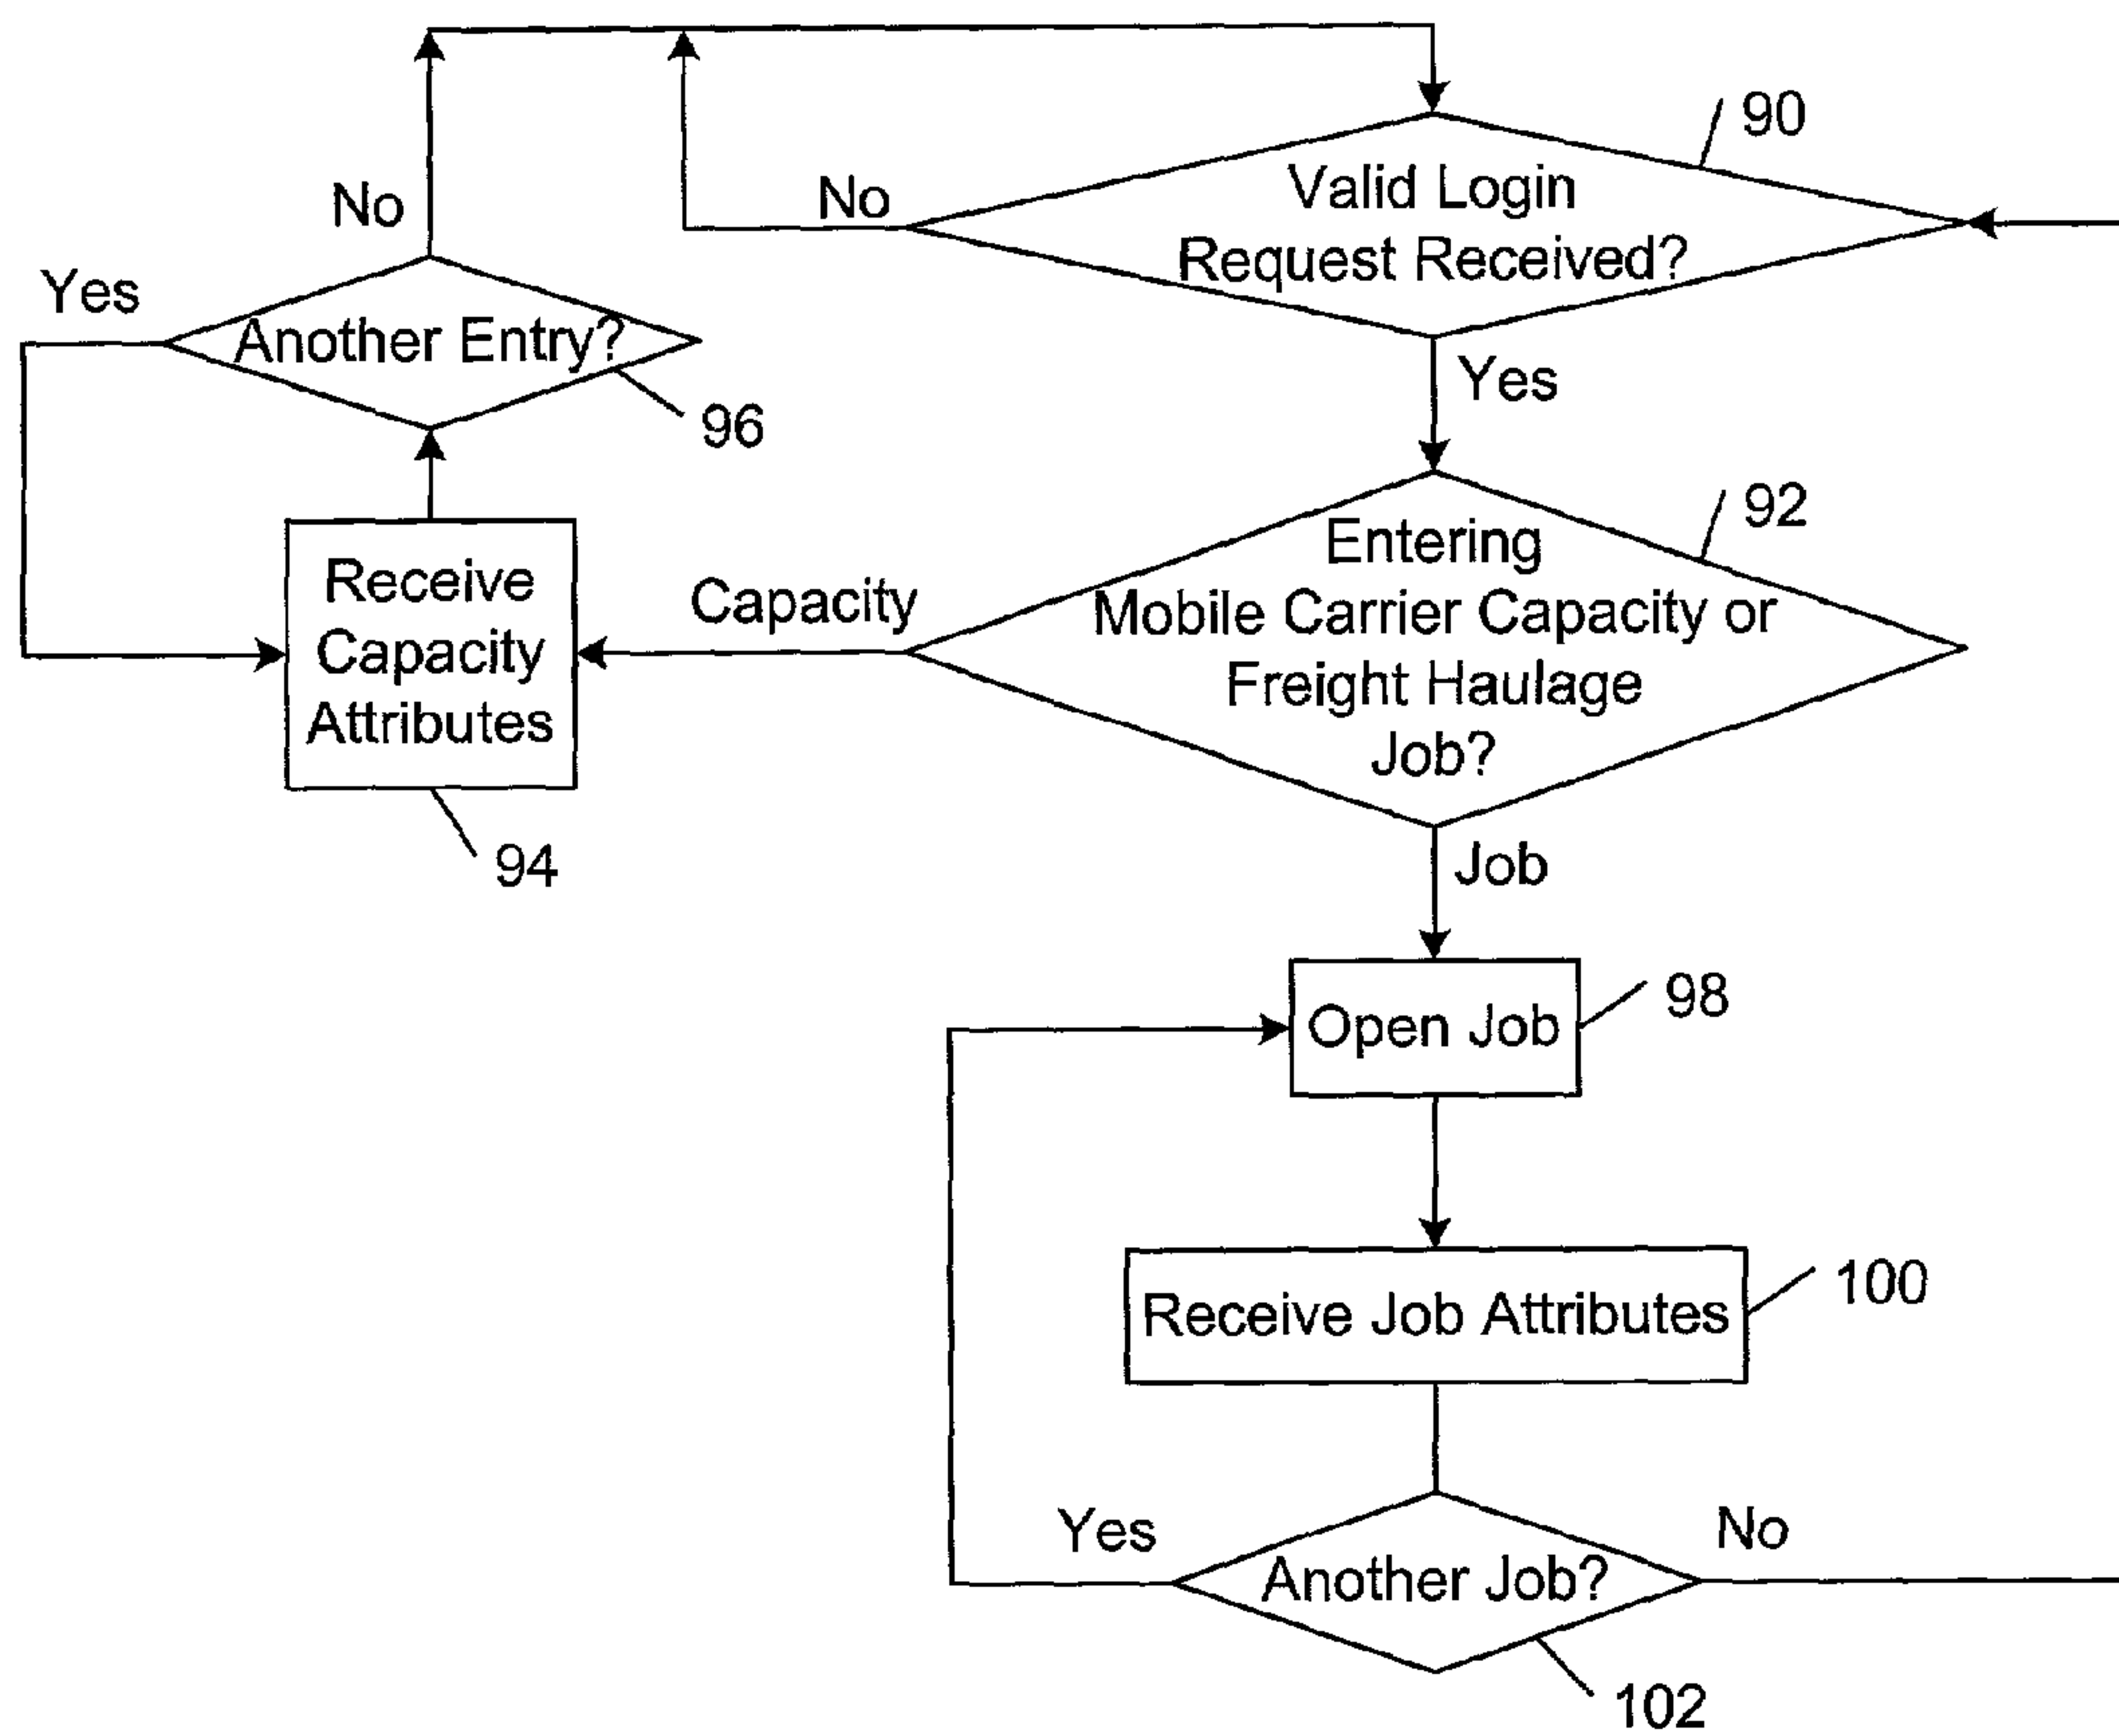 90
Valid Login
Request Received?
No
No
Yes
Another Entry?
96
Yes
92
Entering
Mobile Carrier Capacity or
Freight Haulage
Job?
Capacity
Receive
Capacity
Attributes
94
Job
98
Open Job
100
Receive Job Attributes
Yes
No
Another Job?
102